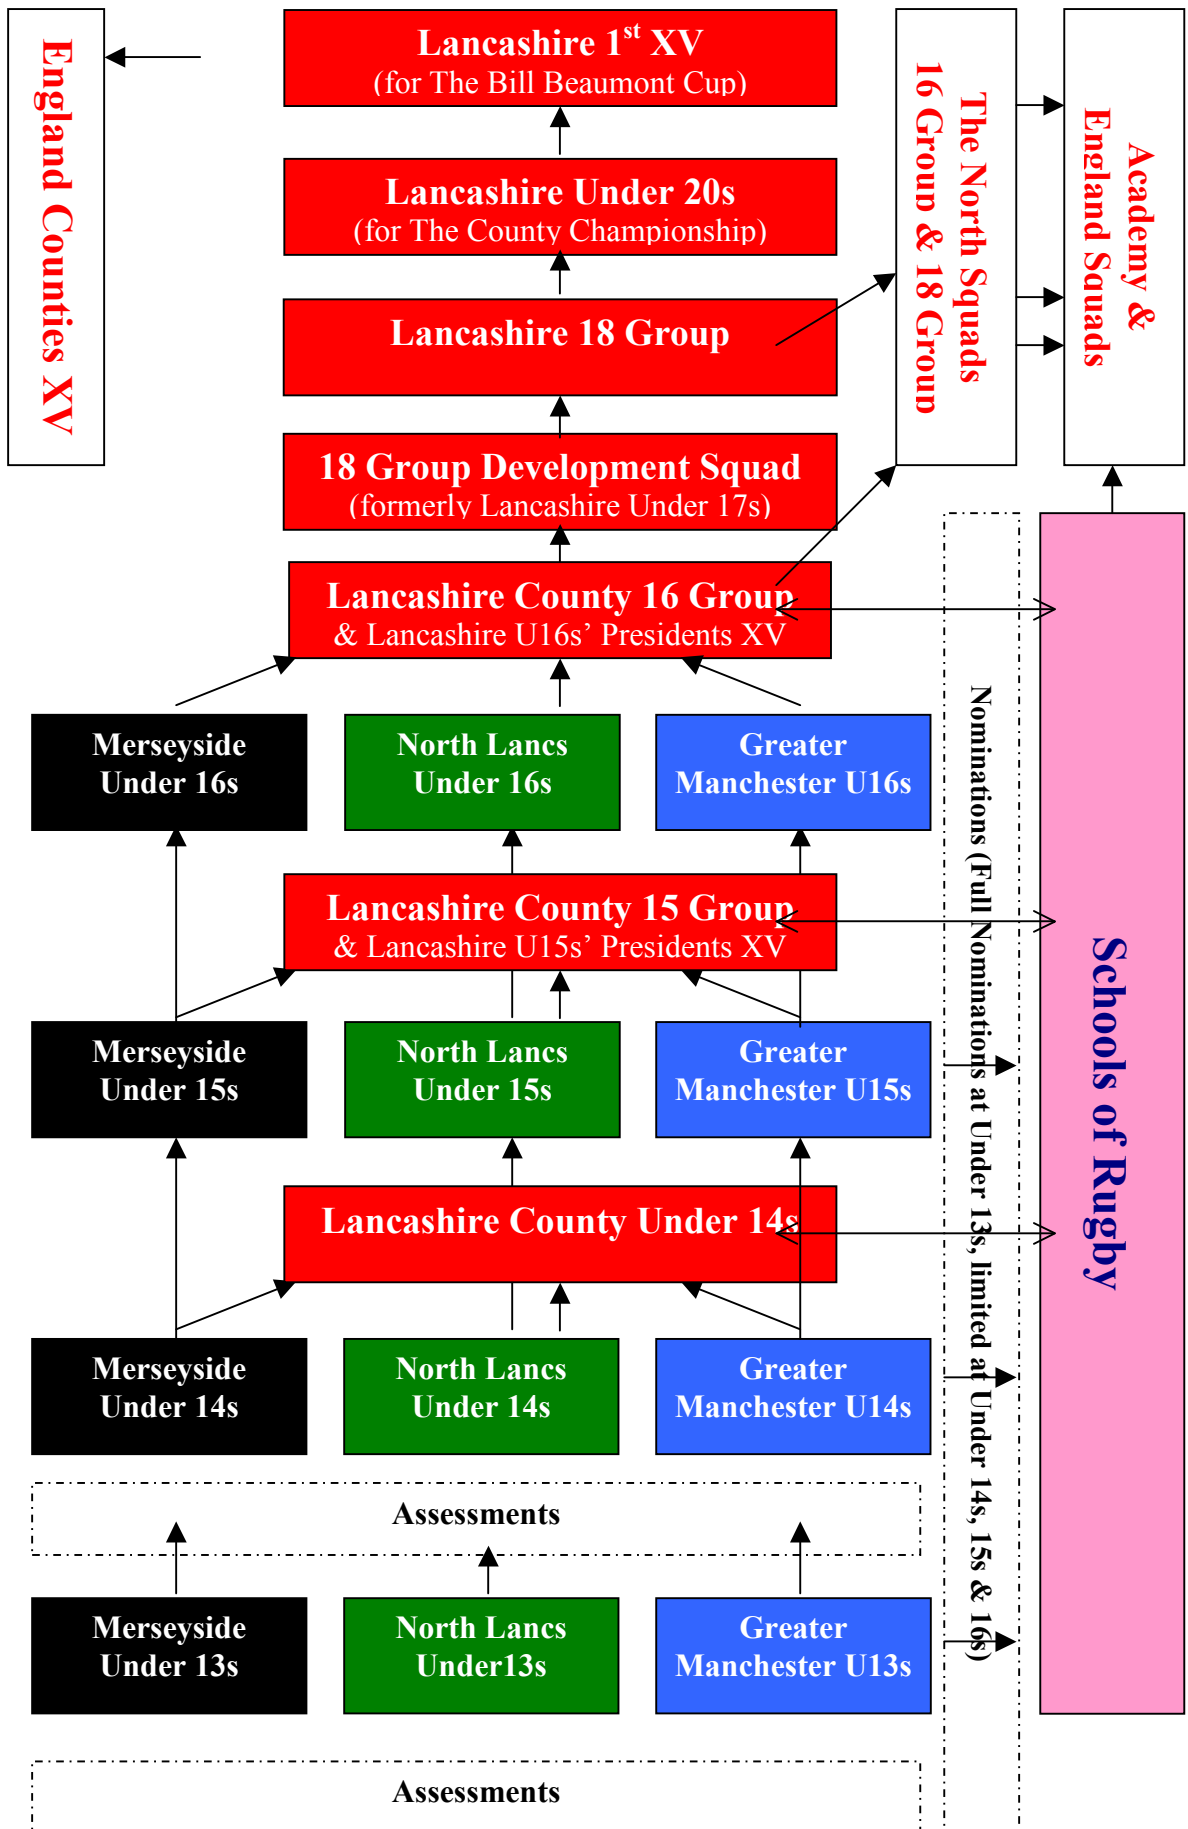 England Counties XV
Lancashire 1st XV
(for The Bill Beaumont Cup)
The North Squads
16 Group & 18 Group
Academy &
England Squads
Lancashire Under 20s
(for The County Championship)
Lancashire 18 Group
18 Group Development Squad
(formerly Lancashire Under 17s)
Lancashire County 16 Group
& Lancashire U16s’ Presidents XV
Merseyside
Under 16s
North Lancs
Under 16s
Greater
Manchester U16s
Lancashire County 15 Group
& Lancashire U15s’ Presidents XV
Merseyside
Under 15s
North Lancs
Under 15s
Greater
Manchester U15s
Lancashire County Under 14s
Merseyside
Under 14s
North Lancs
Under 14s
Greater
Manchester U14s
Assessments
Merseyside
Under 13s
North Lancs
Under13s
Greater
Manchester U13s
Assessments
Nominations (Full Nominations at Under 13s, limited at Under 14s, 15s & 16s)
Schools of Rugby